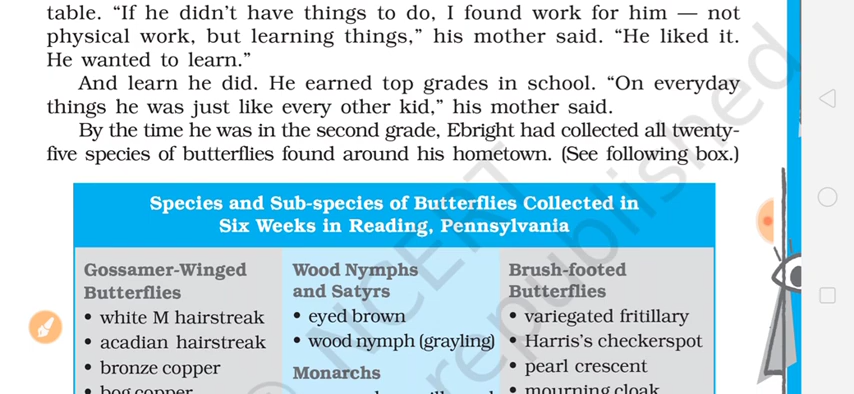 table. “If he didn’t have things to do, I found work for him — not
physical work, but learning things,” his mother said. “He liked it.
He wanted to learn.”
And learn he did. He earned top grades in school. “On everyday
things he was just like every other kid,” his mother said.
By the time he was in the second grade, Ebright had collected all twenty-
five species of butterflies found around his hometown. (See following box.)
Species and Sub-species of Butterflies Collected in
Six Weeks in Reading, Pennsylvania
Gossamer-Winged
Butterflies
• white M hairstreak
• acadian hairstreak
• bronze copper
• bog copper
Wood Nymphs
and Satyrs
• eyed brown
• wood nymph (grayling)
Monarchs
Brush-footed
Butterflies
• variegated fritillary
• Harris’s checkerspot
• pearl crescent
• mourning cloak
© NCERT
republished